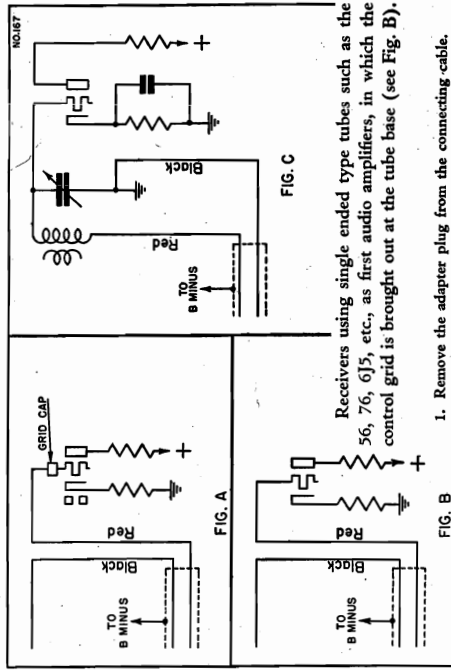 NO.167
GRID CAP
Black
Red
TO
B MINUS
FIG. A
Black
Red
TO
B MINUS
FIG. B
Black
Red
TO
B MINUS
FIG. C
Receivers using single ended type tubes such as the
56, 76, 6J5, etc., as first audio amplifiers, in which the
control grid is brought out at the tube base (see Fig. B).
1. Remove the adapter plug from the connecting cable.